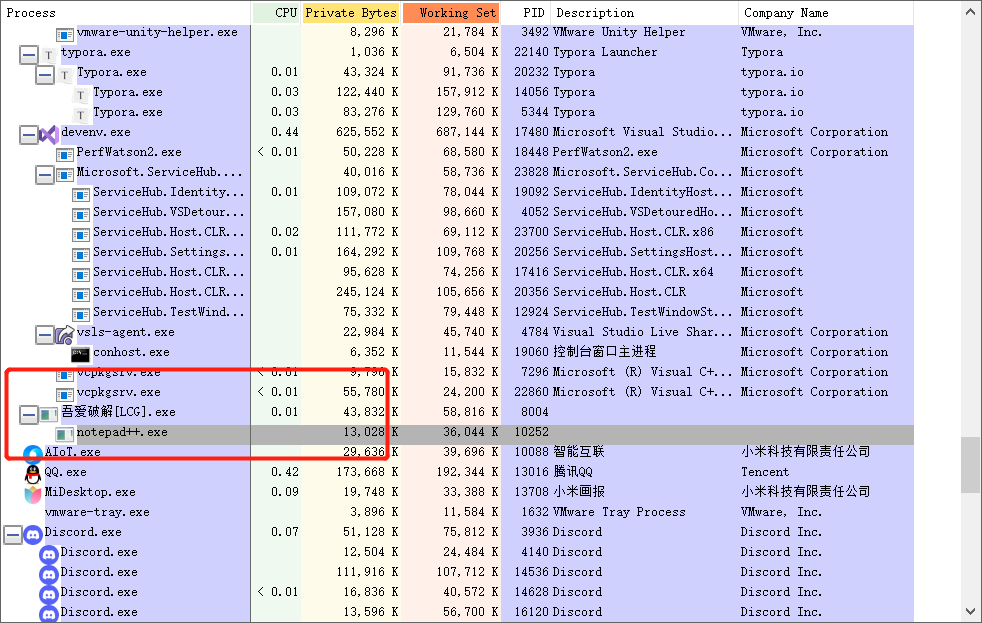 Process CPU Private Bytes Working Set PID Description Company Name
vmware-unity-helper.exe 8,296 K 21,784 K 3492 VMware Unity Helper VMware, Inc.
typora.exe 1,036 K 6,504 K 22140 Typora Launcher Typora
Typora.exe 0.01 43,324 K 91,736 K 20232 Typora typora.io
Typora.exe 0.03 122,440 K 157,912 K 14056 Typora typora.io
Typora.exe 0.03 83,276 K 129,760 K 5344 Typora typora.io
devenv.exe 0.44 625,552 K 687,144 K 17480 Microsoft Visual Studio... Microsoft Corporation
PerfWatson2.exe < 0.01 50,228 K 68,580 K 18448 PerfWatson2.exe Microsoft Corporation
Microsoft.ServiceHub.... 40,016 K 58,736 K 23828 Microsoft.ServiceHub.Co... Microsoft
ServiceHub.Identity... 0.01 109,072 K 78,044 K 19092 ServiceHub.IdentityHost... Microsoft
ServiceHub.VSDetour... 157,080 K 98,660 K 4052 ServiceHub.VSDetouredHo... Microsoft
ServiceHub.Host.CLR... 0.02 111,772 K 69,112 K 23700 ServiceHub.Host.CLR.x86 Microsoft
ServiceHub.Settings... 0.01 164,292 K 109,768 K 20256 ServiceHub.SettingsHost... Microsoft
ServiceHub.Host.CLR... 95,628 K 74,256 K 17416 ServiceHub.Host.CLR.x64 Microsoft
ServiceHub.Host.CLR... 245,124 K 105,656 K 20356 ServiceHub.Host.CLR Microsoft
ServiceHub.TestWind... 75,332 K 79,448 K 12924 ServiceHub.TestWindowSt... Microsoft
vsls-agent.exe 22,984 K 45,740 K 4784 Visual Studio Live Shar... Microsoft Corporation
conhost.exe 6,352 K 11,544 K 19060 控制台窗口主进程 Microsoft Corporation
vcpkgsrv.exe < 0.01 9,796 K 15,832 K 7296 Microsoft (R) Visual C+... Microsoft Corporation
vcpkgsrv.exe < 0.01 55,780 K 24,200 K 22860 Microsoft (R) Visual C+... Microsoft Corporation
吾爱破解[LCG].exe 0.01 43,832 K 58,816 K 8004
notepad++.exe 13,028 K 36,044 K 10252
AIoT.exe 29,636 K 39,696 K 10088 智能互联 小米科技有限责任公司
QQ.exe 0.42 173,668 K 192,344 K 13016 腾讯QQ Tencent
MiDesktop.exe 0.09 19,748 K 33,388 K 13708 小米画报 小米科技有限责任公司
vmware-tray.exe 3,896 K 11,584 K 1632 VMware Tray Process VMware, Inc.
Discord.exe 0.07 51,128 K 75,812 K 3936 Discord Discord Inc.
Discord.exe 12,504 K 24,484 K 4140 Discord Discord Inc.
Discord.exe 111,916 K 107,712 K 14536 Discord Discord Inc.
Discord.exe < 0.01 16,836 K 40,572 K 14628 Discord Discord Inc.
Discord.exe 13,596 K 56,700 K 16120 Discord Discord Inc.